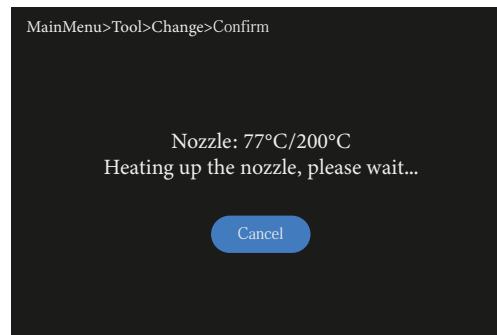 MainMenu>Tool>Change>Confirm
Nozzle: 77°C/200°C
Heating up the nozzle, please wait...
Cancel